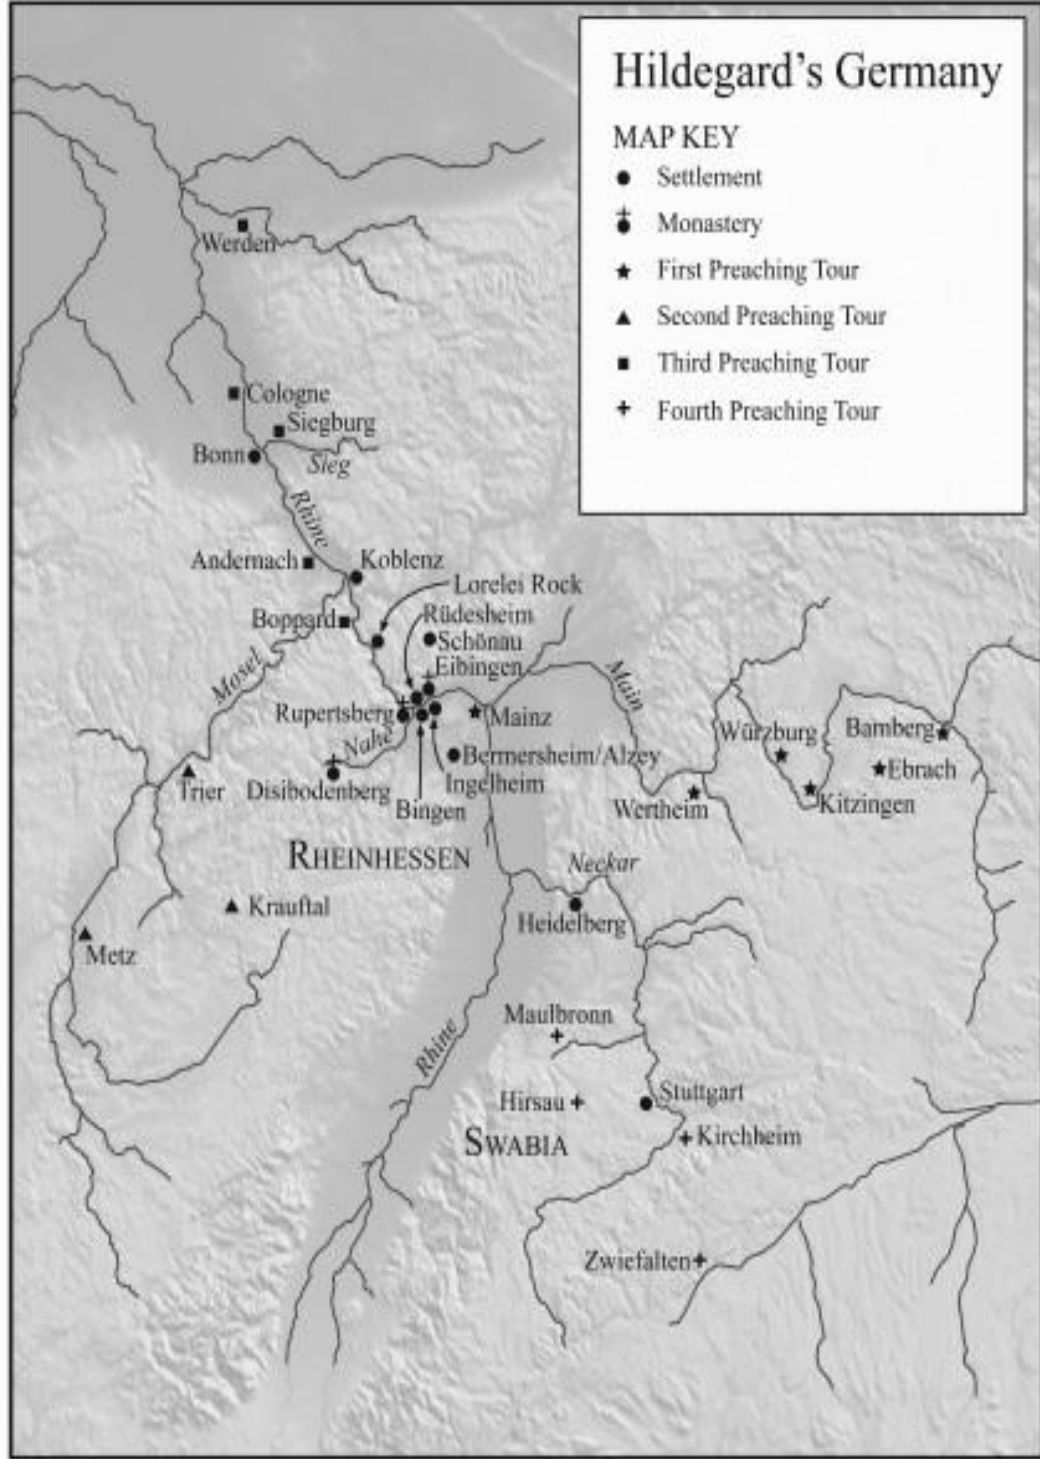 Hildegard's Germany
MAP KEY
Settlement
Monastery
First Preaching Tour
Second Preaching Tour
Third Preaching Tour
Fourth Preaching Tour
Werden
Cologne
Siegburg
Bonn
Sieg
Rhine
Andernach
Koblenz
Lorelei Rock
Boppard
Rüdesheim
Schönau
Eibingen
Mosel
Main
Rupertsberg
Mainz
Nahe
Würzburg
Bamberg
Bermersheim/Alzey
Ebrach
Trier
Disibodenberg
Ingelheim
Bingen
Wertheim
Kitzingen
RHEINHESSEN
Neckar
Krauftal
Heidelberg
Metz
Maulbronn
Rhine
Hirsau
Stuttgart
SWABIA
Kirchheim
Zwiefalten